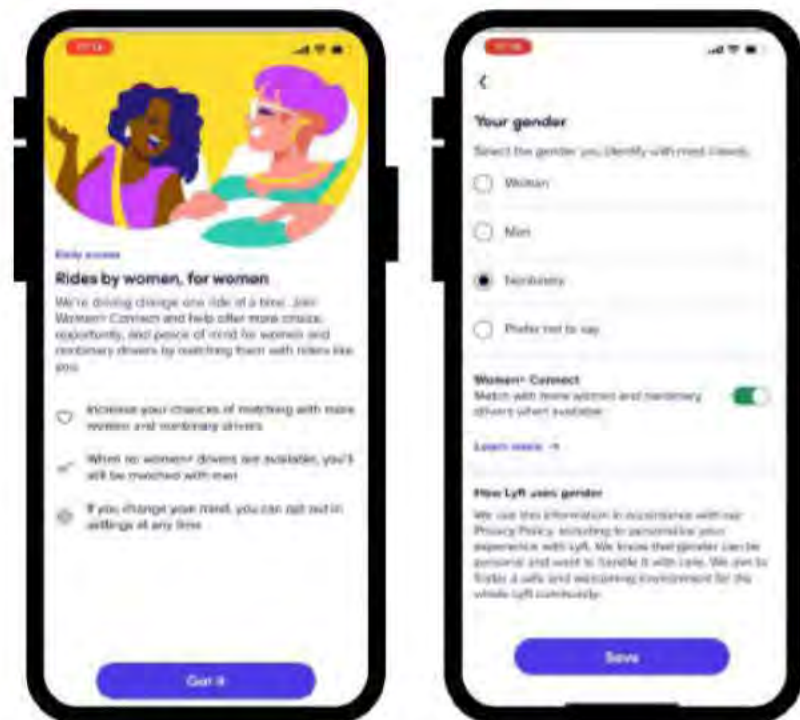 Early access
Rides by women, for women
We're driving change one ride at a time. Join
Women+ Connect and help offer more choice,
opportunity, and peace of mind for women and
nonbinary drivers by matching them with riders like
you.
Increase your chances of matching with more
women and nonbinary drivers
When no women+ drivers are available, you'll
still be matched with men
If you change your mind, you can opt out in
settings at any time
Got it
Your gender
Select the gender you identify with most closely.
Woman
Man
Nonbinary
Prefer not to say
Women+ Connect
Match with more women and nonbinary
drivers when available
Learn more →
How Lyft uses gender
We use this information in accordance with our
Privacy Policy, including to personalize your
experience with Lyft. We know that gender can be
personal and want to handle it with care. We aim to
foster a safe and welcoming environment for the
whole Lyft community.
Save